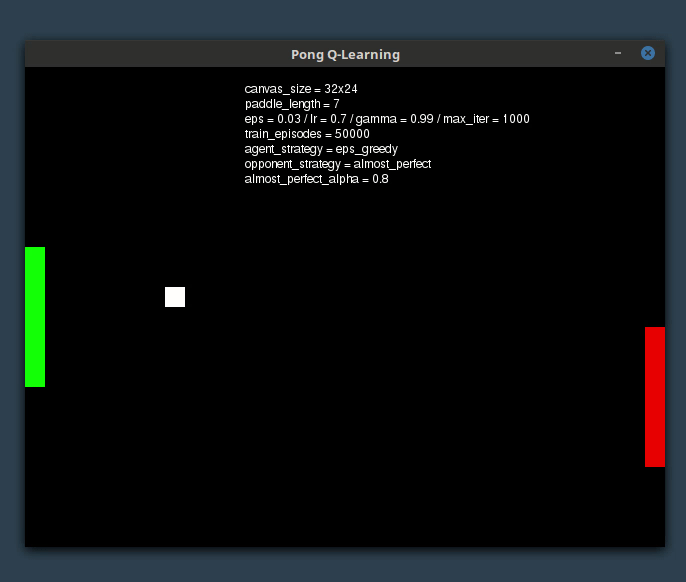 Pong Q-Learning
canvas_size = 32x24
paddle_length = 7
eps = 0.03 / lr = 0.7 / gamma = 0.99 / max_iter = 1000
train_episodes = 50000
agent_strategy = eps_greedy
opponent_strategy = almost_perfect
almost_perfect_alpha = 0.8